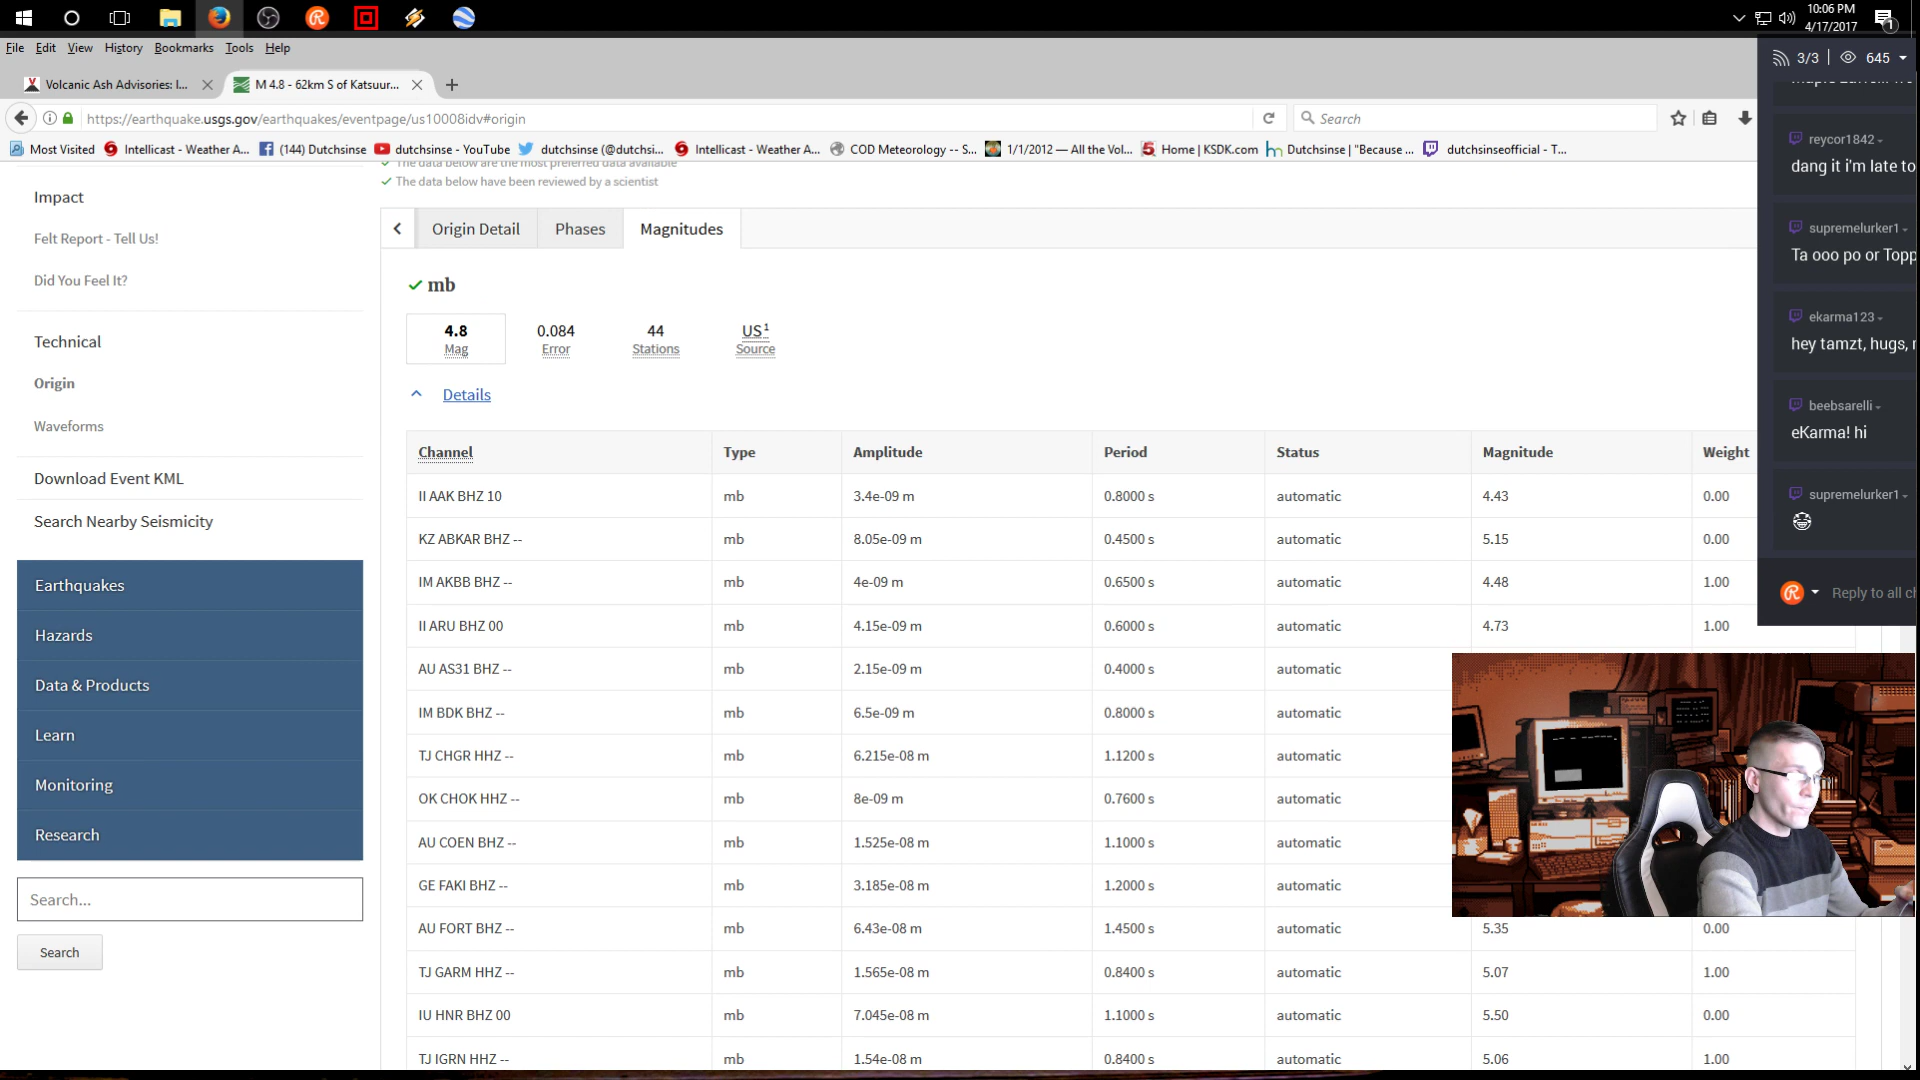 10:06 PM
4/17/2017
1
File Edit View History Bookmarks Tools Help
Volcanic Ash Advisories: I...
M 4.8 - 62km S of Katsuur...
https://earthquake.usgs.gov/earthquakes/eventpage/us10008idv#origin
Search
Most Visited Intellicast - Weather A... (144) Dutchsinse dutchsinse - YouTube dutchsinse (@dutchsi... Intellicast - Weather A... COD Meteorology -- S... 1/1/2012 — All the Vol... Home | KSDK.com Dutchsinse | "Because ... dutchsinseofficial - T...
The data below are the most preferred data available
The data below have been reviewed by a scientist
Impact
Felt Report - Tell Us!
Did You Feel It?
Technical
Origin
Waveforms
Download Event KML
Search Nearby Seismicity
Earthquakes
Hazards
Data & Products
Learn
Monitoring
Research
Search...
Search
Origin Detail Phases Magnitudes
mb
4.8 0.084 44 US1
Mag Error Stations Source
Details
Channel Type Amplitude Period Status Magnitude Weight
II AAK BHZ 10 mb 3.4e-09 m 0.8000 s automatic 4.43 0.00
KZ ABKAR BHZ -- mb 8.05e-09 m 0.4500 s automatic 5.15 0.00
IM AKBB BHZ -- mb 4e-09 m 0.6500 s automatic 4.48 1.00
II ARU BHZ 00 mb 4.15e-09 m 0.6000 s automatic 4.73 1.00
AU AS31 BHZ -- mb 2.15e-09 m 0.4000 s automatic
IM BDK BHZ -- mb 6.5e-09 m 0.8000 s automatic
TJ CHGR HHZ -- mb 6.215e-08 m 1.1200 s automatic
OK CHOK HHZ -- mb 8e-09 m 0.7600 s automatic
AU COEN BHZ -- mb 1.525e-08 m 1.1000 s automatic
GE FAKI BHZ -- mb 3.185e-08 m 1.2000 s automatic
AU FORT BHZ -- mb 6.43e-08 m 1.4500 s automatic 5.35 0.00
TJ GARM HHZ -- mb 1.565e-08 m 0.8400 s automatic 5.07 1.00
IU HNR BHZ 00 mb 7.045e-08 m 1.1000 s automatic 5.50 0.00
TJ IGRN HHZ -- mb 1.54e-08 m 0.8400 s automatic 5.06 1.00
3/3 645
reycor1842
dang it i'm late to
supremelurker1
Ta ooo po or Topp
ekarma123
hey tamzt, hugs,
beebsarelli
eKarma! hi
supremelurker1
Reply to all ch